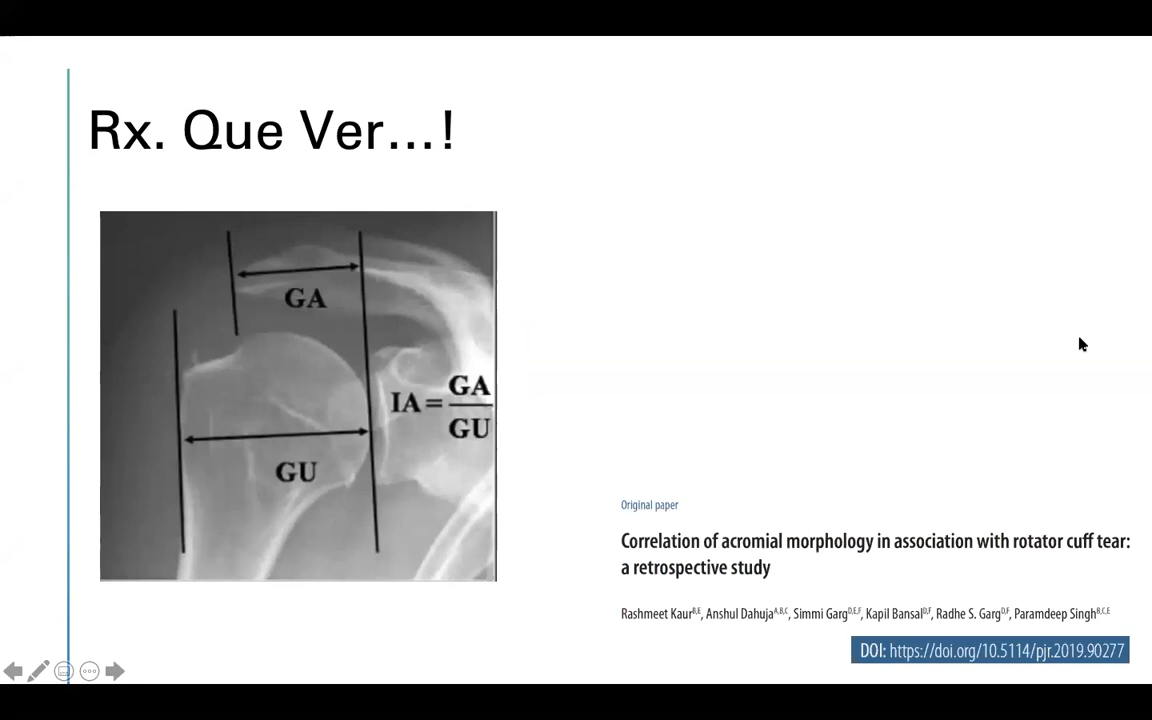 Rx. Que Ver...!
GA
IA = GA
GU
GU
Original paper
Correlation of acromial morphology in association with rotator cuff tear:
a retrospective study
Rashmeet Kaur^B,E, Anshul Dahuja^A,B,C, Simmi Garg^D,E,F, Kapil Bansal^D,F, Radhe S. Garg^D,F, Paramdeep Singh^B,C,E
DOI: https://doi.org/10.5114/pjr.2019.90277